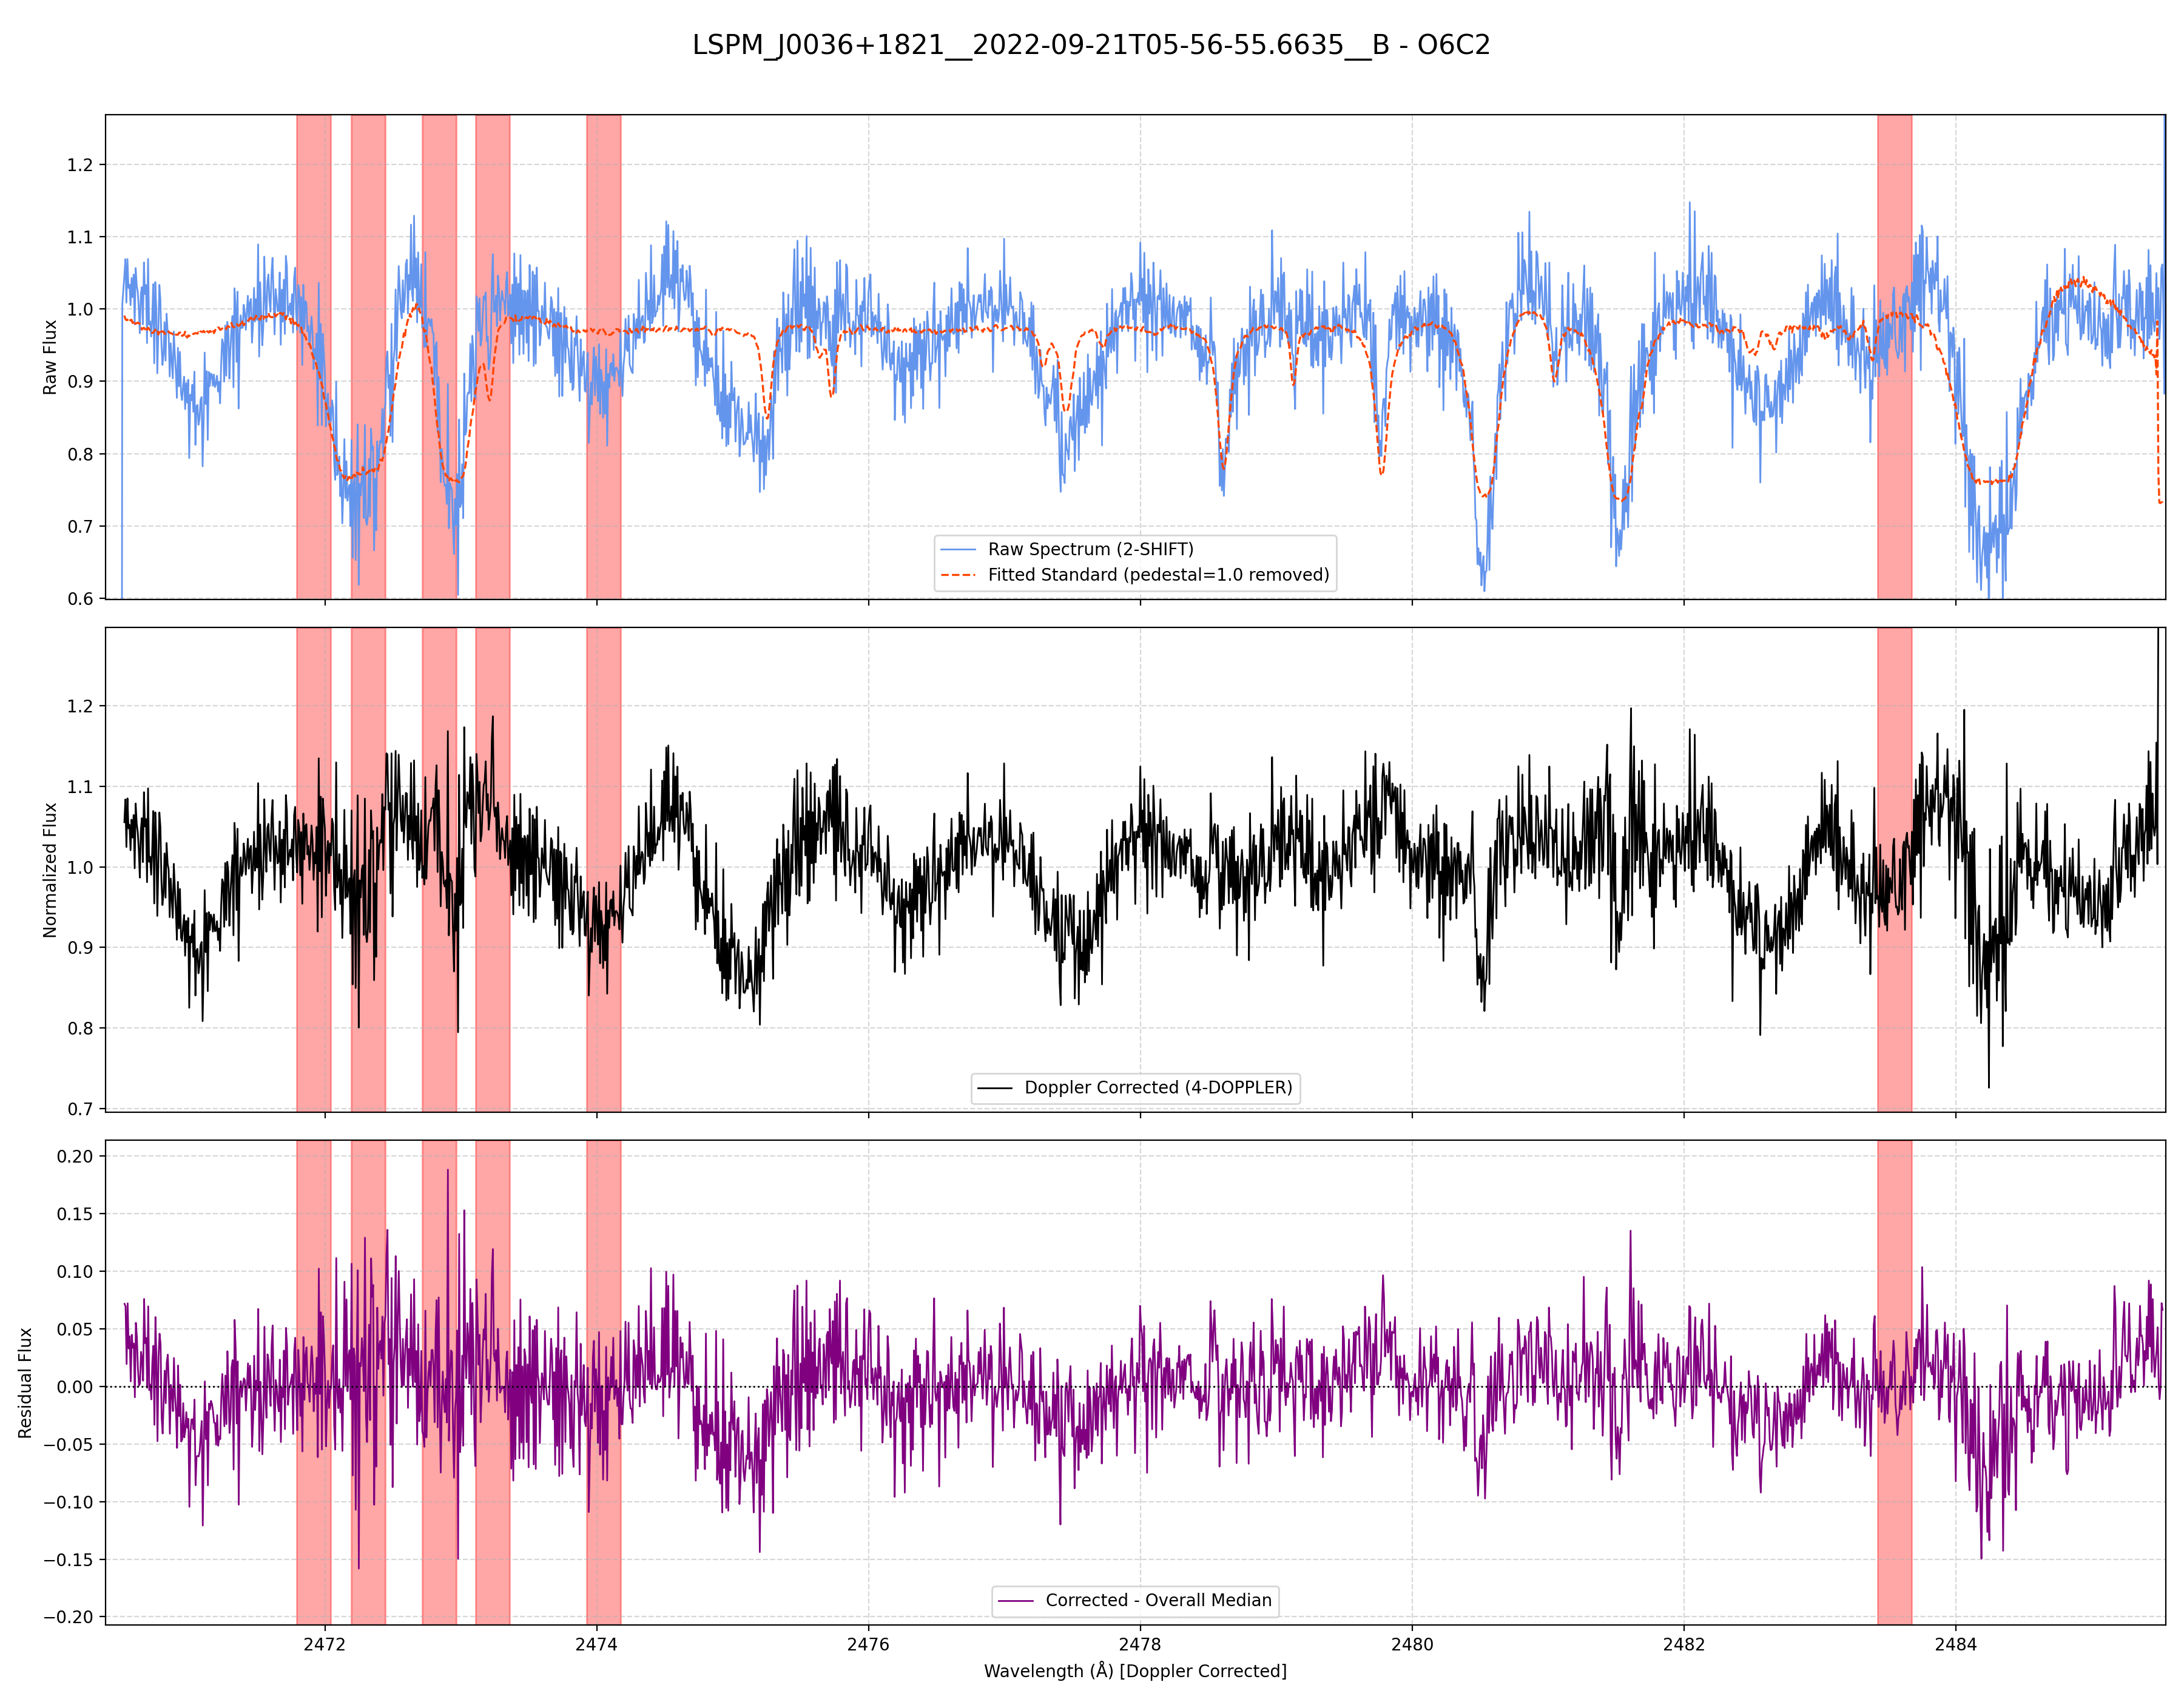 LSPM_J0036+1821__2022-09-21T05-56-55.6635__B - O6C2
Raw Flux
1.2
1.1
1.0
0.9
0.8
0.7
0.6
Raw Spectrum (2-SHIFT)
Fitted Standard (pedestal=1.0 removed)
Normalized Flux
1.2
1.1
1.0
0.9
0.8
0.7
Doppler Corrected (4-DOPPLER)
Residual Flux
0.20
0.15
0.10
0.05
0.00
−0.05
−0.10
−0.15
−0.20
Corrected - Overall Median
2472 2474 2476 2478 2480 2482 2484
Wavelength (Å) [Doppler Corrected]